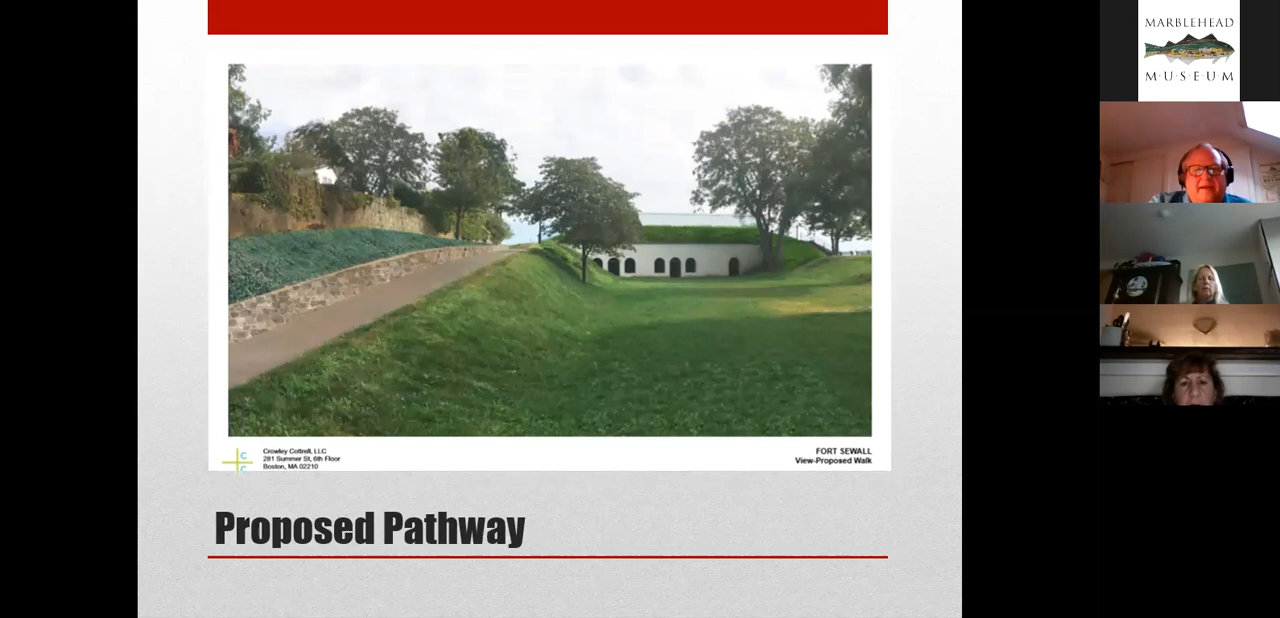 MARBLEHEAD
M·U·S·E·U·M
C
C
Crowley Cottrell, LLC
281 Summer St, 6th Floor
Boston, MA 02210
FORT SEWALL
View-Proposed Walk
Proposed Pathway